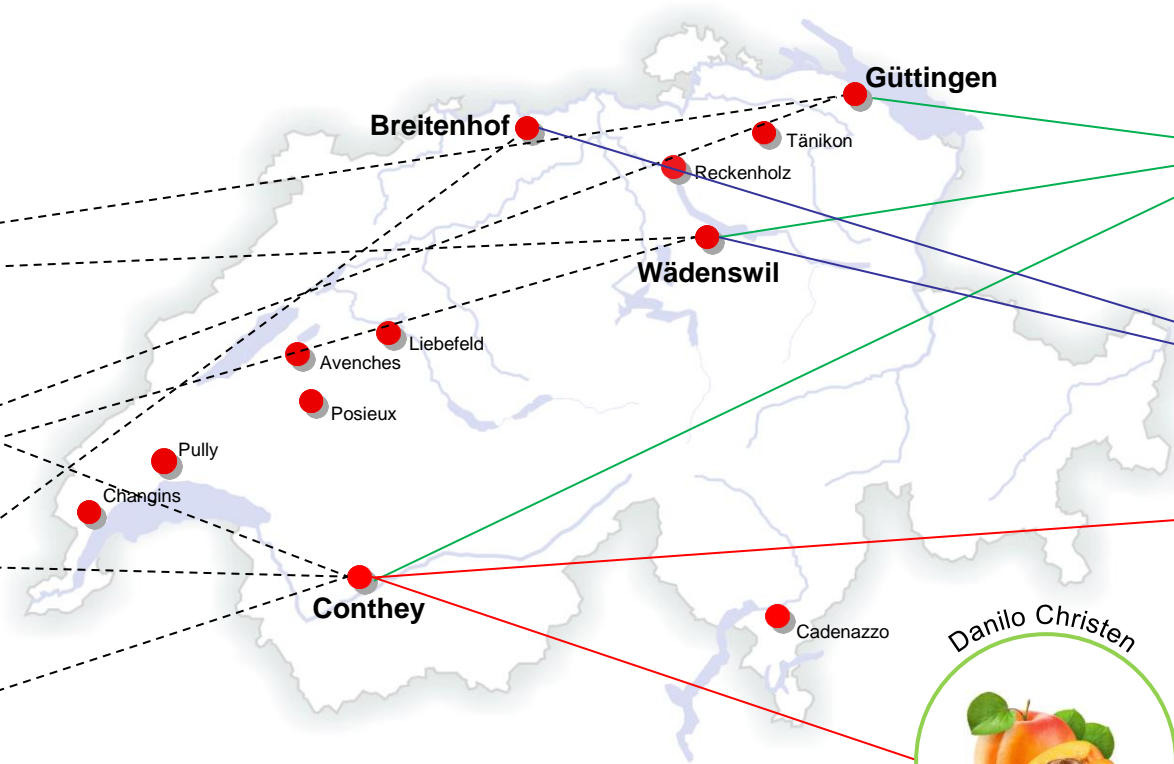 Güttingen
Breitenhof
Tänikon
Reckenholz
Wädenswil
Liebefeld
Avenches
Posieux
Pully
Changins
Conthey
Cadenazzo
Danilo Christen